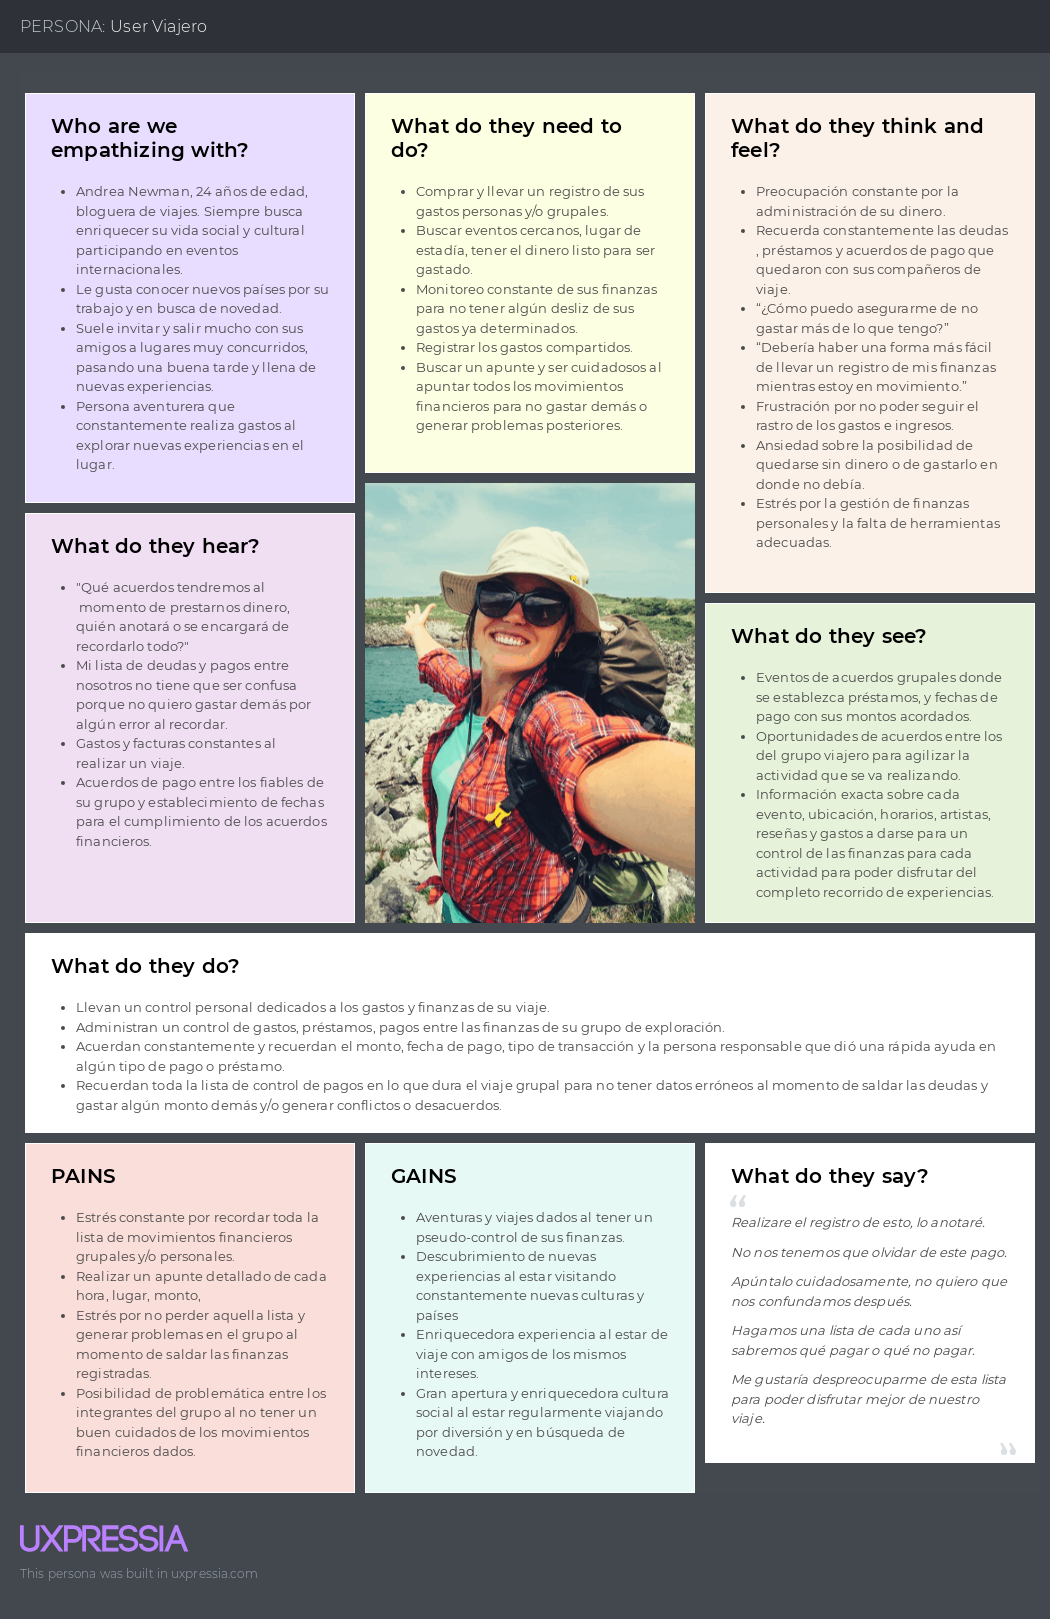 PERSONA: User Viajero
Who are we
empathizing with?
• Andrea Newman, 24 años de edad,
bloguera de viajes. Siempre busca
enriquecer su vida social y cultural
participando en eventos
internacionales.
• Le gusta conocer nuevos países por su
trabajo y en busca de novedad.
• Suele invitar y salir mucho con sus
amigos a lugares muy concurridos,
pasando una buena tarde y llena de
nuevas experiencias.
• Persona aventurera que
constantemente realiza gastos al
explorar nuevas experiencias en el
lugar.
What do they need to
do?
• Comprar y llevar un registro de sus
gastos personas y/o grupales.
• Buscar eventos cercanos, lugar de
estadía, tener el dinero listo para ser
gastado.
• Monitoreo constante de sus finanzas
para no tener algún desliz de sus
gastos ya determinados.
• Registrar los gastos compartidos.
• Buscar un apunte y ser cuidadosos al
apuntar todos los movimientos
financieros para no gastar demás o
generar problemas posteriores.
What do they think and
feel?
• Preocupación constante por la
administración de su dinero.
• Recuerda constantemente las deudas
, préstamos y acuerdos de pago que
quedaron con sus compañeros de
viaje.
• “¿Cómo puedo asegurarme de no
gastar más de lo que tengo?”
• “Debería haber una forma más fácil
de llevar un registro de mis finanzas
mientras estoy en movimiento.”
• Frustración por no poder seguir el
rastro de los gastos e ingresos.
• Ansiedad sobre la posibilidad de
quedarse sin dinero o de gastarlo en
donde no debía.
• Estrés por la gestión de finanzas
personales y la falta de herramientas
adecuadas.
What do they hear?
• "Qué acuerdos tendremos al
momento de prestarnos dinero,
quién anotará o se encargará de
recordarlo todo?"
• Mi lista de deudas y pagos entre
nosotros no tiene que ser confusa
porque no quiero gastar demás por
algún error al recordar.
• Gastos y facturas constantes al
realizar un viaje.
• Acuerdos de pago entre los fiables de
su grupo y establecimiento de fechas
para el cumplimiento de los acuerdos
financieros.
What do they see?
• Eventos de acuerdos grupales donde
se establezca préstamos, y fechas de
pago con sus montos acordados.
• Oportunidades de acuerdos entre los
del grupo viajero para agilizar la
actividad que se va realizando.
• Información exacta sobre cada
evento, ubicación, horarios, artistas,
reseñas y gastos a darse para un
control de las finanzas para cada
actividad para poder disfrutar del
completo recorrido de experiencias.
What do they do?
• Llevan un control personal dedicados a los gastos y finanzas de su viaje.
• Administran un control de gastos, préstamos, pagos entre las finanzas de su grupo de exploración.
• Acuerdan constantemente y recuerdan el monto, fecha de pago, tipo de transacción y la persona responsable que dió una rápida ayuda en
algún tipo de pago o préstamo.
• Recuerdan toda la lista de control de pagos en lo que dura el viaje grupal para no tener datos erróneos al momento de saldar las deudas y
gastar algún monto demás y/o generar conflictos o desacuerdos.
PAINS
• Estrés constante por recordar toda la
lista de movimientos financieros
grupales y/o personales.
• Realizar un apunte detallado de cada
hora, lugar, monto,
• Estrés por no perder aquella lista y
generar problemas en el grupo al
momento de saldar las finanzas
registradas.
• Posibilidad de problemática entre los
integrantes del grupo al no tener un
buen cuidados de los movimientos
financieros dados.
GAINS
• Aventuras y viajes dados al tener un
pseudo-control de sus finanzas.
• Descubrimiento de nuevas
experiencias al estar visitando
constantemente nuevas culturas y
países
• Enriquecedora experiencia al estar de
viaje con amigos de los mismos
intereses.
• Gran apertura y enriquecedora cultura
social al estar regularmente viajando
por diversión y en búsqueda de
novedad.
What do they say?
“
Realizare el registro de esto, lo anotaré.
No nos tenemos que olvidar de este pago.
Apúntalo cuidadosamente, no quiero que
nos confundamos después.
Hagamos una lista de cada uno así
sabremos qué pagar o qué no pagar.
Me gustaría despreocuparme de esta lista
para poder disfrutar mejor de nuestro
viaje.
”
UXPRESSIA
This persona was built in uxpressia.com